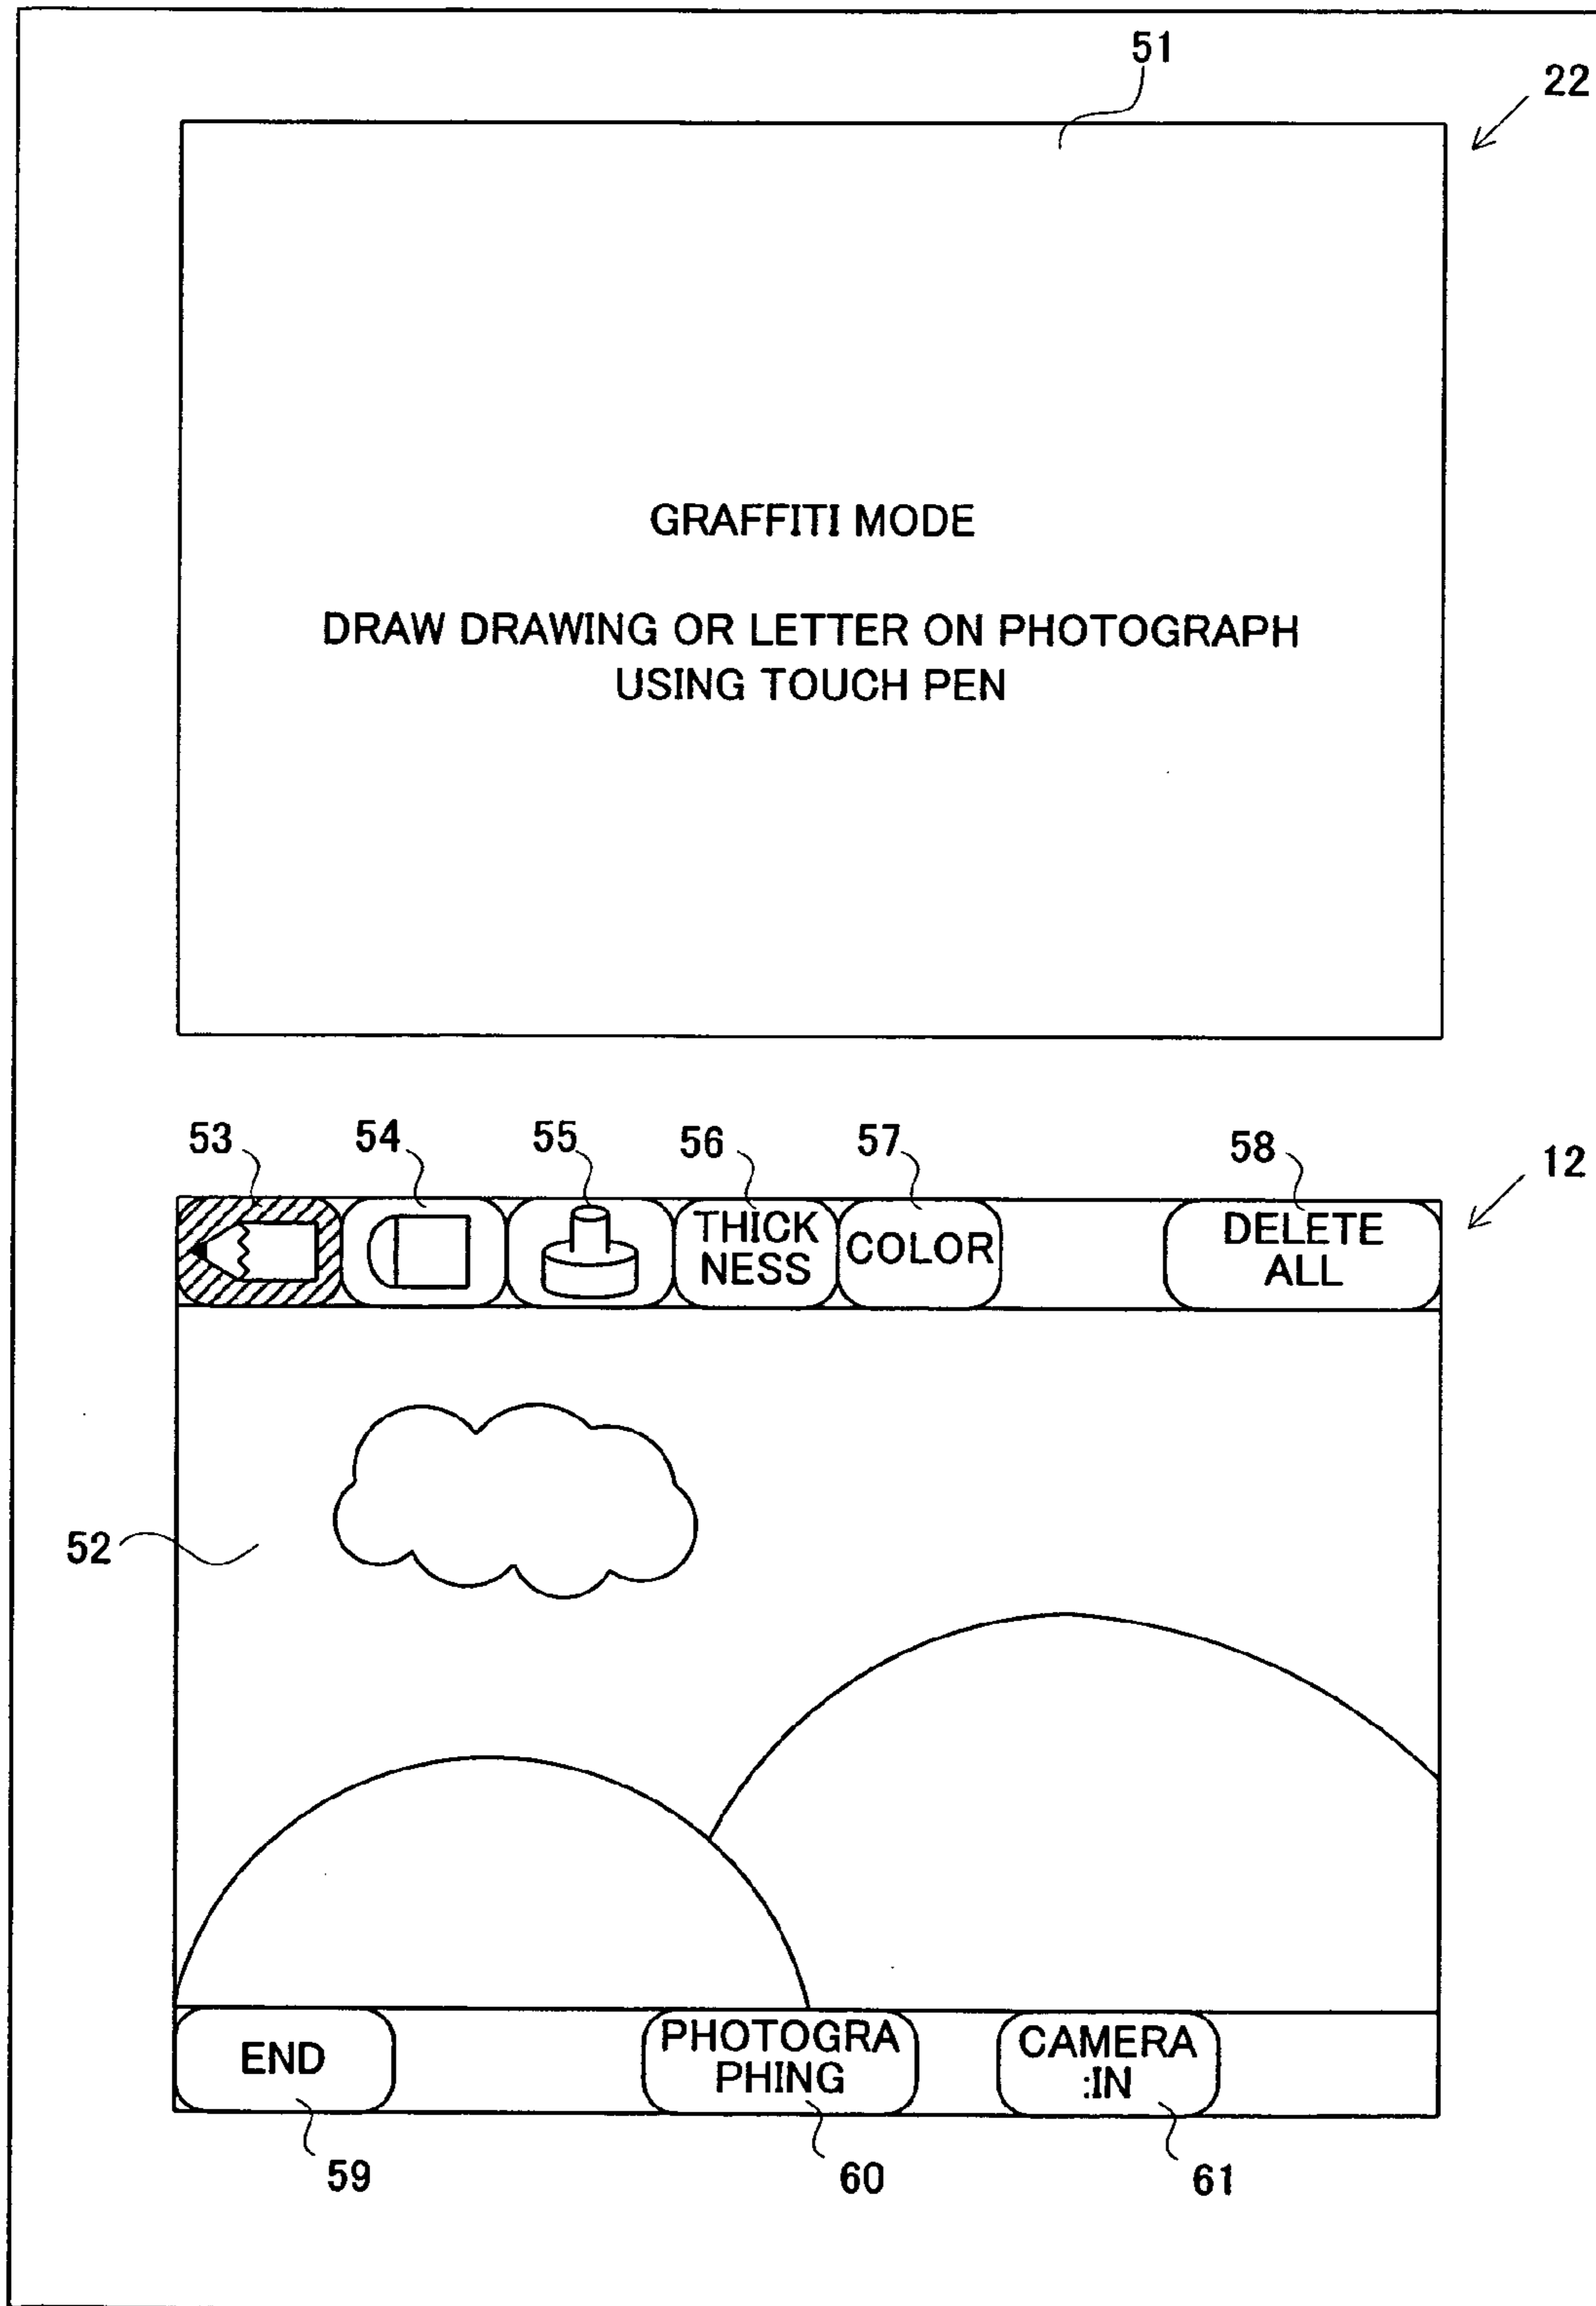 51
22
GRAFFITI MODE
DRAW DRAWING OR LETTER ON PHOTOGRAPH
USING TOUCH PEN
53
54
55
56
57
58
12
THICK
NESS
COLOR
DELETE
ALL
52
END
PHOTOGRA
PHING
CAMERA
:IN
59
60
61